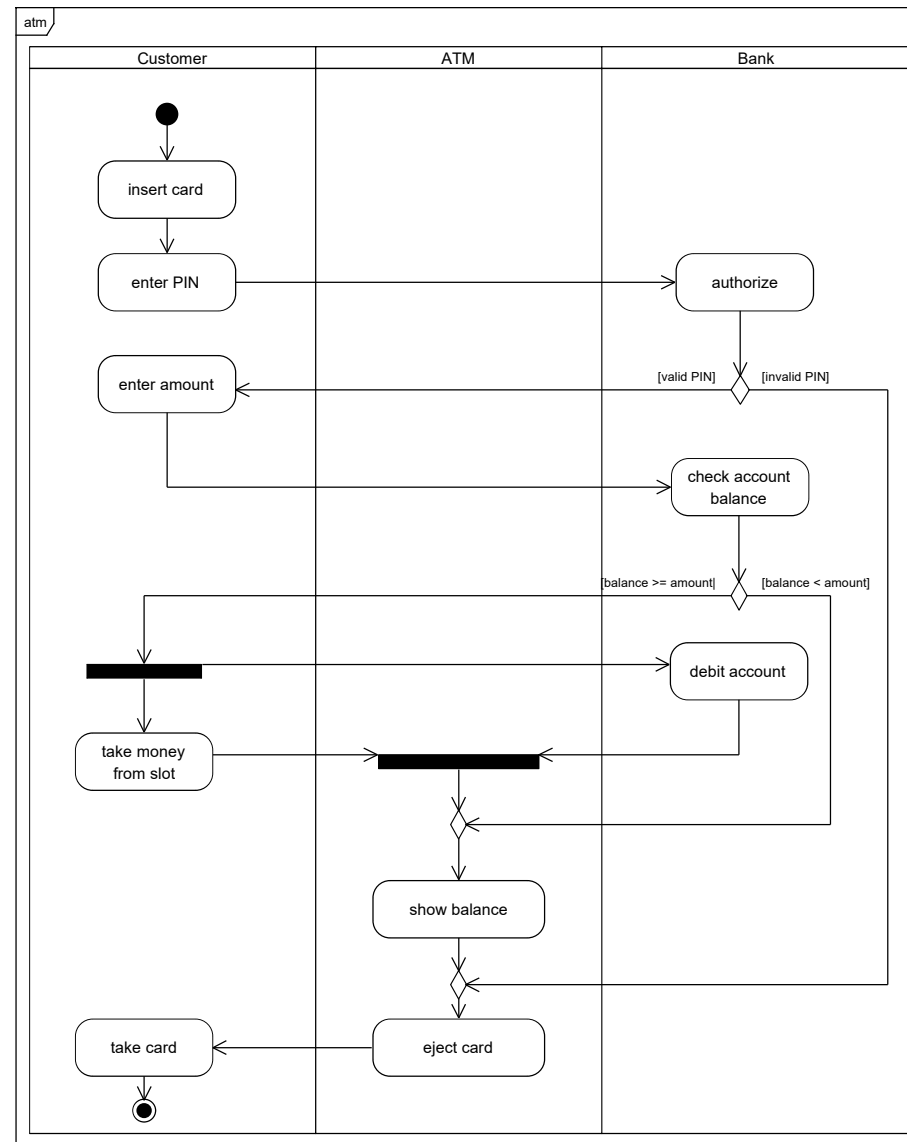 atm
Customer
ATM
Bank
insert card
enter PIN
authorize
enter amount
[valid PIN]
[invalid PIN]
check account
balance
[balance >= amount|
[balance < amount]
debit account
take money
from slot
show balance
take card
eject card